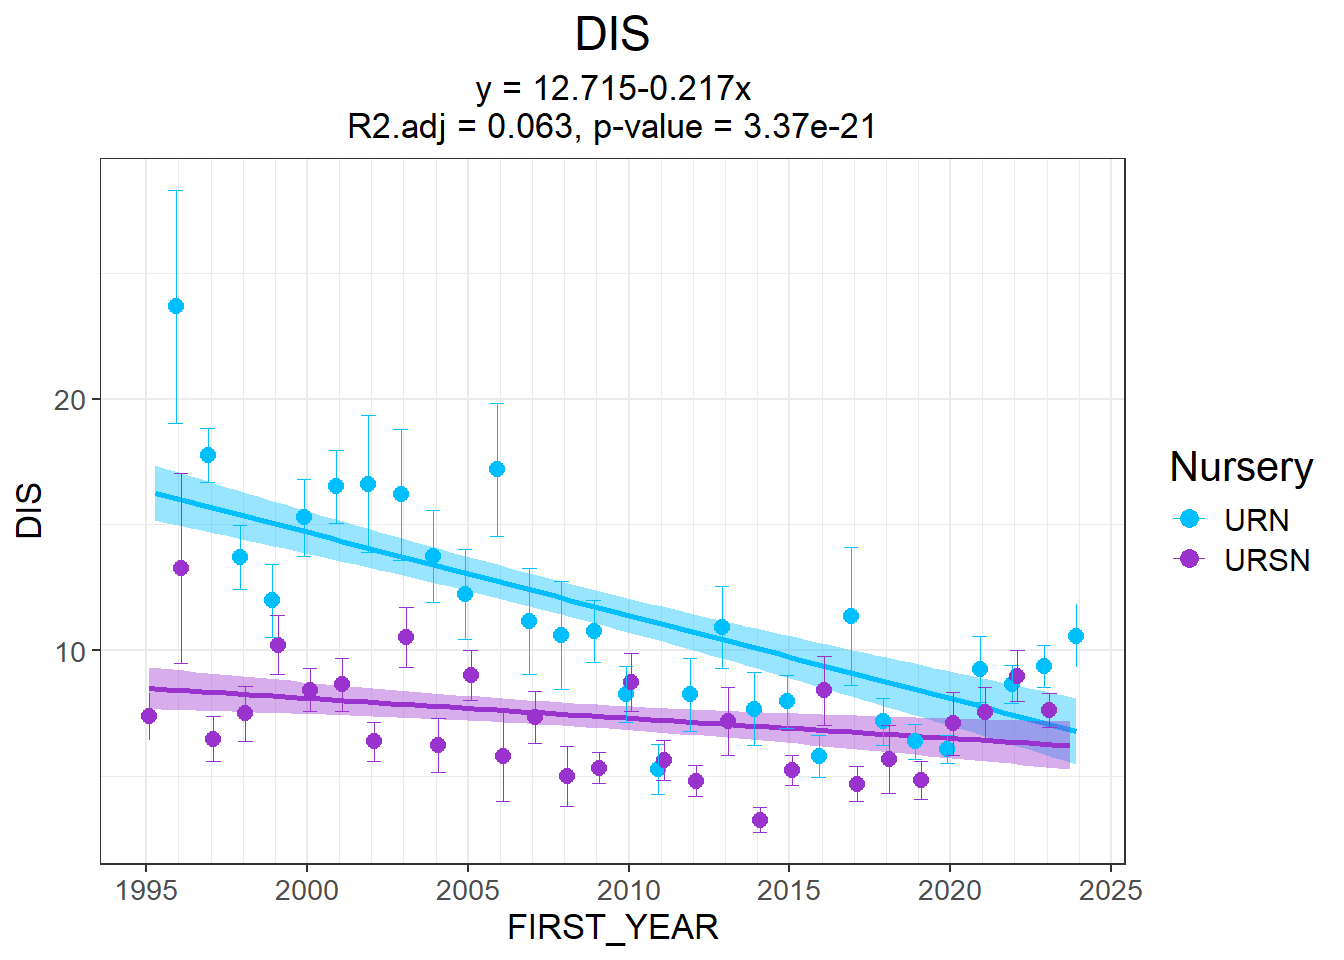 DIS
y = 12.715-0.217x
R2.adj = 0.063, p-value = 3.37e-21
20
10
DIS
1995 2000 2005 2010 2015 2020 2025
FIRST_YEAR
Nursery
URN
URSN